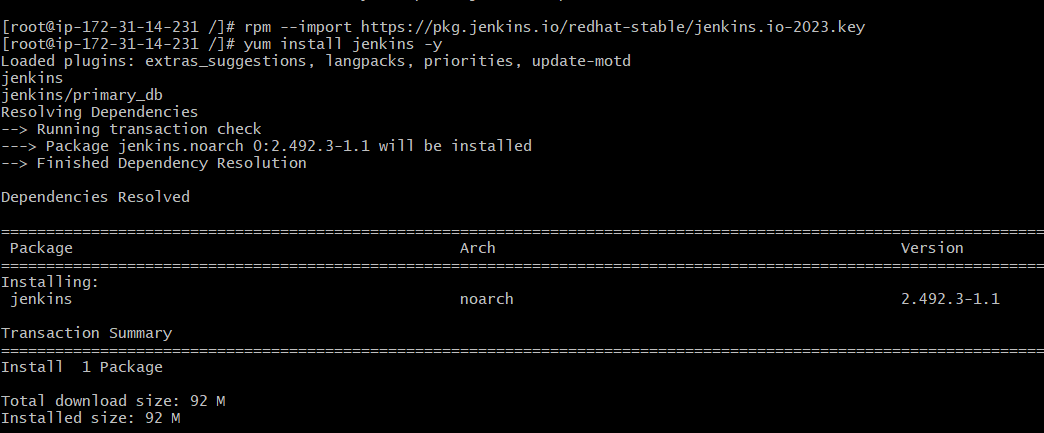 [root@ip-172-31-14-231 /]# rpm --import https://pkg.jenkins.io/redhat-stable/jenkins.io-2023.key
[root@ip-172-31-14-231 /]# yum install jenkins -y
Loaded plugins: extras_suggestions, langpacks, priorities, update-motd
jenkins
jenkins/primary_db
Resolving Dependencies
--> Running transaction check
---> Package jenkins.noarch 0:2.492.3-1.1 will be installed
--> Finished Dependency Resolution

Dependencies Resolved

====================================================================================================================
 Package                                           Arch                                             Version
====================================================================================================================
Installing:
 jenkins                                           noarch                                           2.492.3-1.1

Transaction Summary
====================================================================================================================
Install  1 Package

Total download size: 92 M
Installed size: 92 M